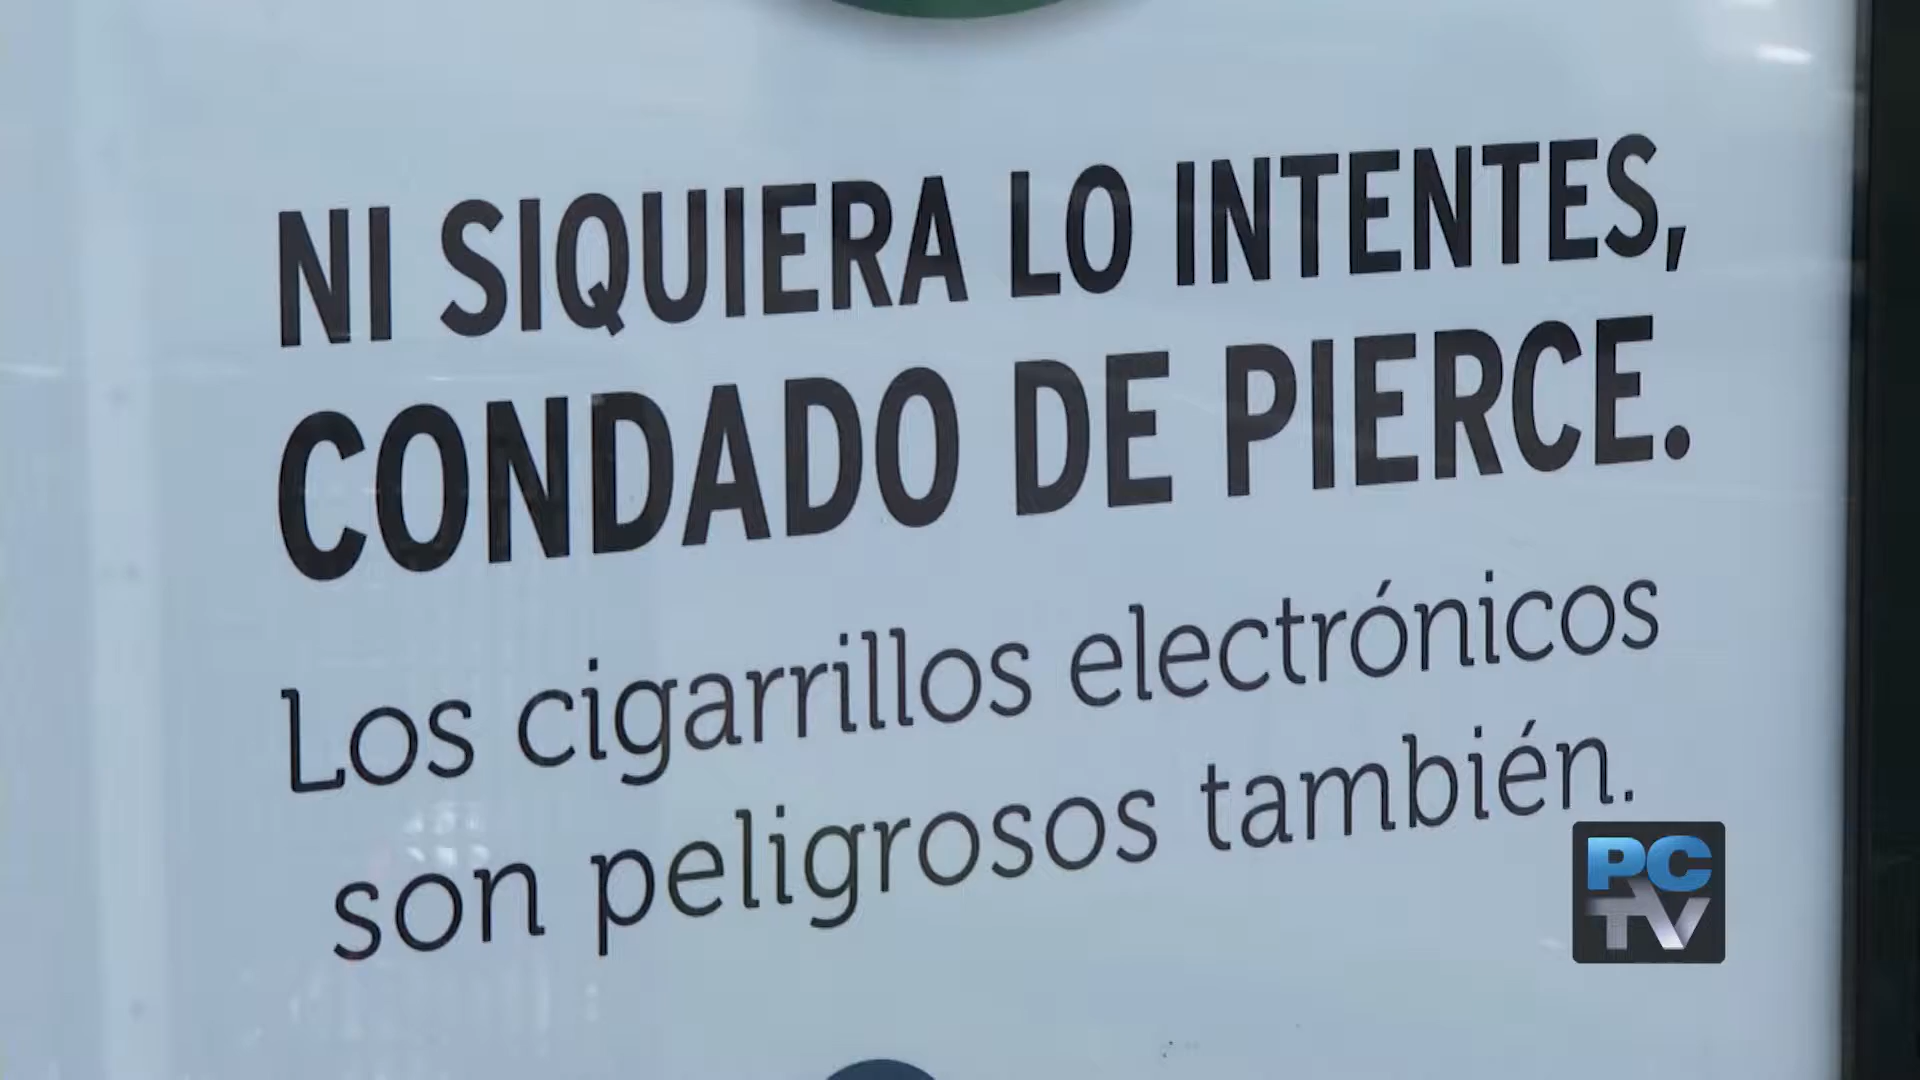 NI SIQUIERA LO INTENTES,
CONDADO DE PIERCE.
Los cigarrillos electrónicos
son peligrosos también.
PC
TV